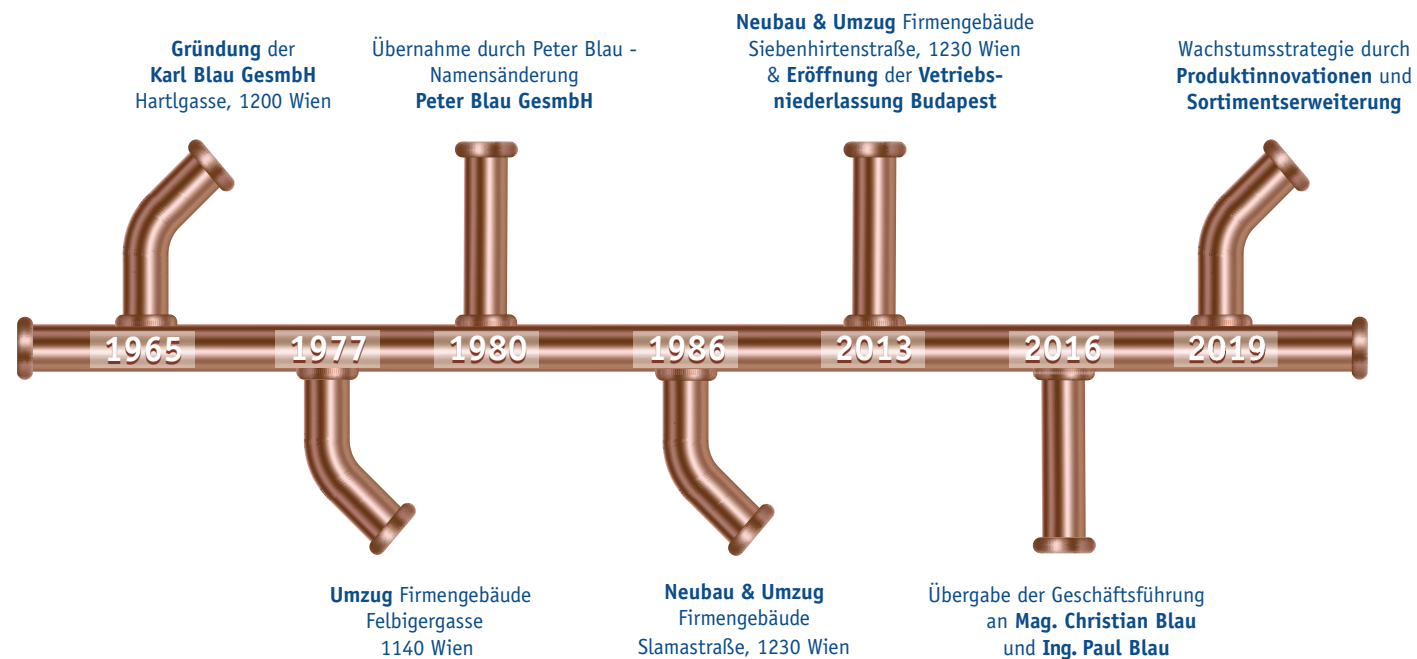 Gründung der
Karl Blau GesmbH
Hartlgasse, 1200 Wien
Übernahme durch Peter Blau -
Namensänderung
Peter Blau GesmbH
Neubau & Umzug Firmengebäude
Siebenhirtenstraße, 1230 Wien
& Eröffnung der Vetriebs-
niederlassung Budapest
Wachstumsstrategie durch
Produktinnovationen und
Sortimentserweiterung
1965
1977
1980
1986
2013
2016
2019
Umzug Firmengebäude
Felbigergasse
1140 Wien
Neubau & Umzug
Firmengebäude
Slamastraße, 1230 Wien
Übergabe der Geschäftsführung
an Mag. Christian Blau
und Ing. Paul Blau